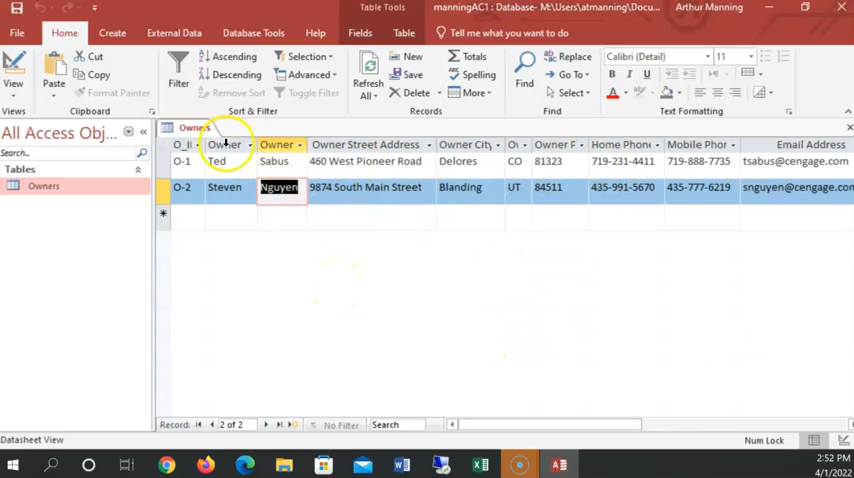 Table Tools
manningAC1 : Database- M:\Users\atmanning\Docu...
Arthur Manning
File Home Create External Data Database Tools Help Fields Table Tell me what you want to do
View
Views
Paste
Cut
Copy
Format Painter
Clipboard
Filter
Ascending
Descending
Remove Sort
Selection
Advanced
Toggle Filter
Sort & Filter
Refresh
All
New
Save
Delete
Totals
Spelling
More
Records
Find
Replace
Go To
Select
Find
Calibri (Detail) 11
B I U
A
Text Formatting
All Access Obj...
Search...
Tables
Owners
Owners
O_II Owner Owner Owner Street Address Owner City Ov Owner P Home Phone Mobile Phor Email Address
O-1 Ted Sabus 460 West Pioneer Road Delores CO 81323 719-231-4411 719-888-7735 tsabus@cengage.com
O-2 Steven Nguyen 9874 South Main Street Blanding UT 84511 435-991-5670 435-777-6219 snguyen@cengage.com
Record: 2 of 2 No Filter Search
Datasheet View
Num Lock
2:52 PM
4/1/2022